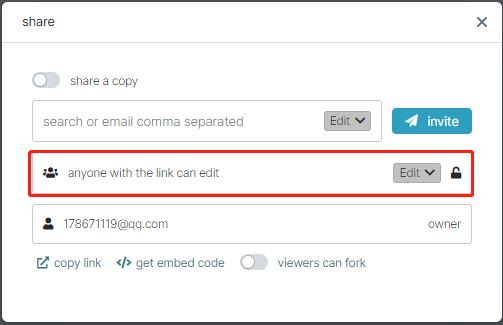 share
share a copy
search or email comma separated Edit invite
anyone with the link can edit Edit
178671119@qq.com owner
copy link get embed code viewers can fork